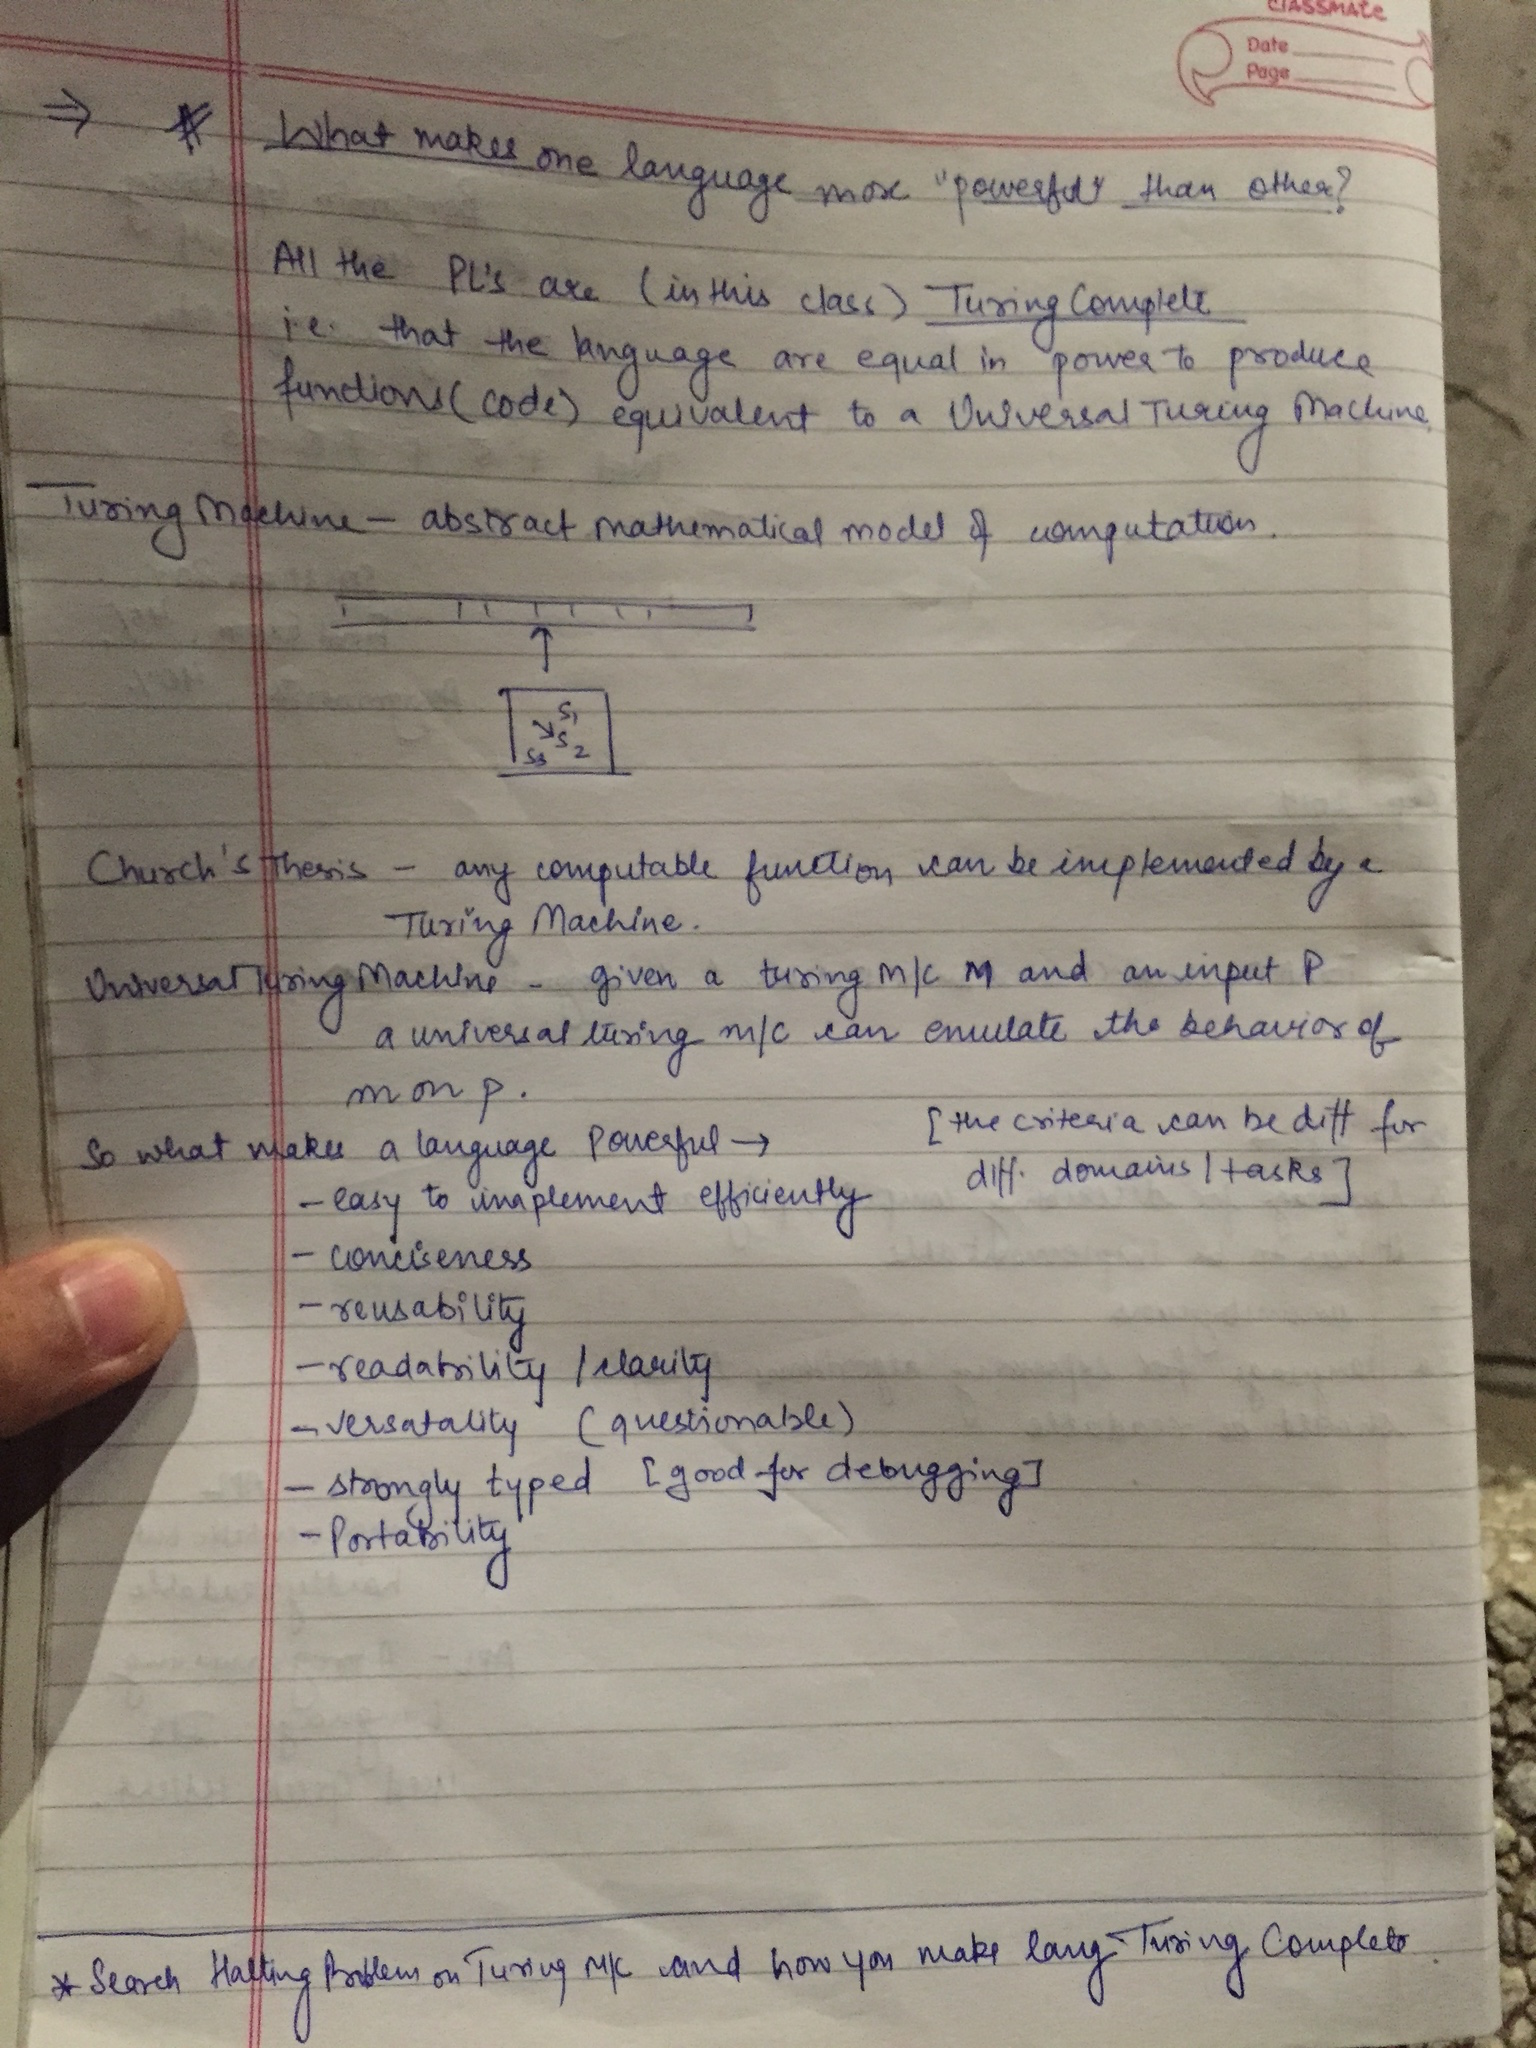 classmate
Date
Page
⇒ # What makes one language more "powerful" than other?
All the PL's are (in this class) Turing Complete
i.e. that the language are equal in power to produce
functions (code) equivalent to a Universal Turing Machine.
Turing Machine – abstract mathematical model of computation.
S1
S2
S3
Church's Thesis – any computable function can be implemented by a
Turing Machine.
Universal Turing Machine – given a turing m/c M and an input P
a universal turing m/c can emulate the behavior of
m on p.
So what makes a language Powerful →
[the criteria can be diff for
diff. domains / tasks]
– easy to implement efficiently
– conciseness
– reusability
– readability / clarity
– versatality (questionable)
– strongly typed [good for debugging]
– Portability
* Search Halting Problem on Turing M/c and how you make lang Turing Complete